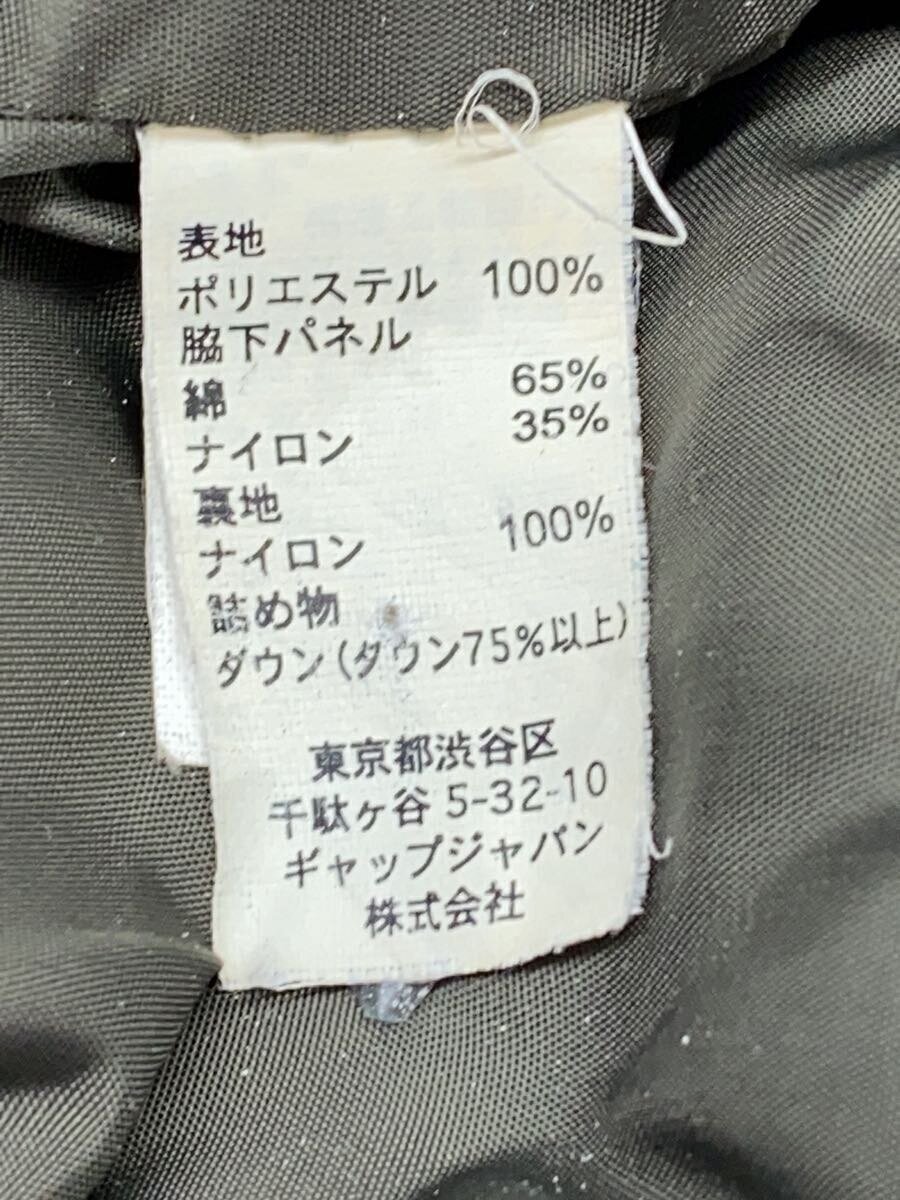 表地
ポリエステル 100%
脇下パネル
綿 65%
ナイロン 35%
裏地
ナイロン 100%
詰め物
ダウン(ダウン75%以上)
東京都渋谷区
千駄ヶ谷 5-32-10
ギャップジャパン
株式会社